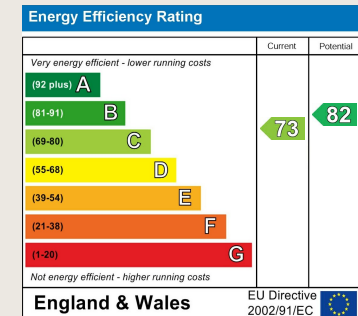 Energy Efficiency Rating
Current Potential
Very energy efficient - lower running costs
(92 plus) A
(81-91) B
82
(69-80) C
73
(55-68) D
(39-54) E
(21-38) F
(1-20) G
Not energy efficient - higher running costs
England & Wales
EU Directive
2002/91/EC